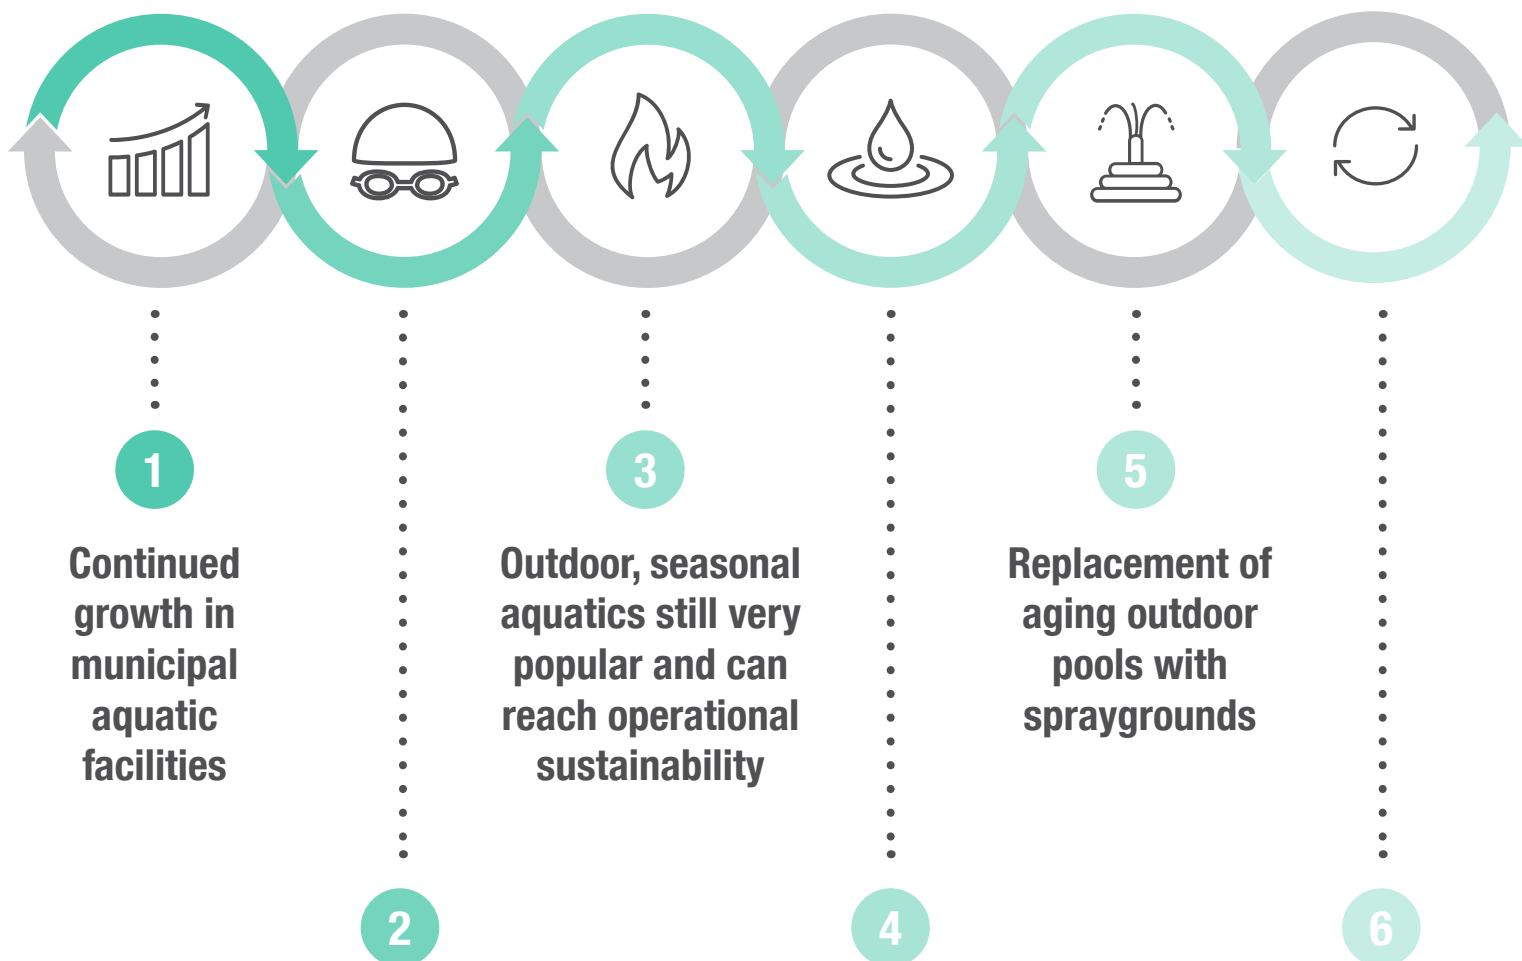 1
Continued
growth in
municipal
aquatic
facilities
3
Outdoor, seasonal
aquatics still very
popular and can
reach operational
sustainability
5
Replacement of
aging outdoor
pools with
spraygrounds
2
4
6